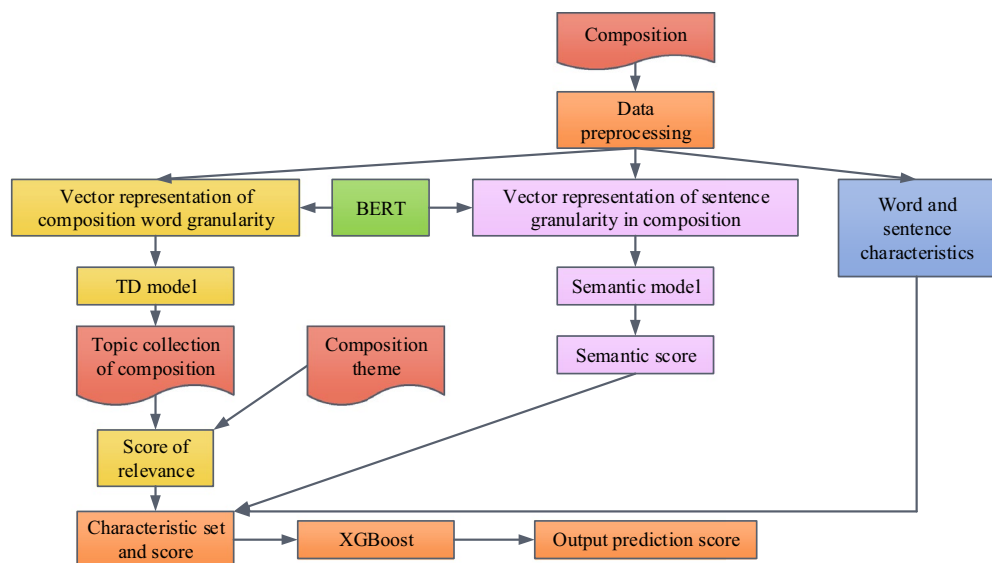 Composition
Data
preprocessing
Vector representation of
composition word granularity
BERT
Vector representation of sentence
granularity in composition
Word and
sentence
characteristics
TD model
Semantic model
Topic collection
of composition
Composition
theme
Semantic score
Score of
relevance
Characteristic set
and score
XGBoost
Output prediction score